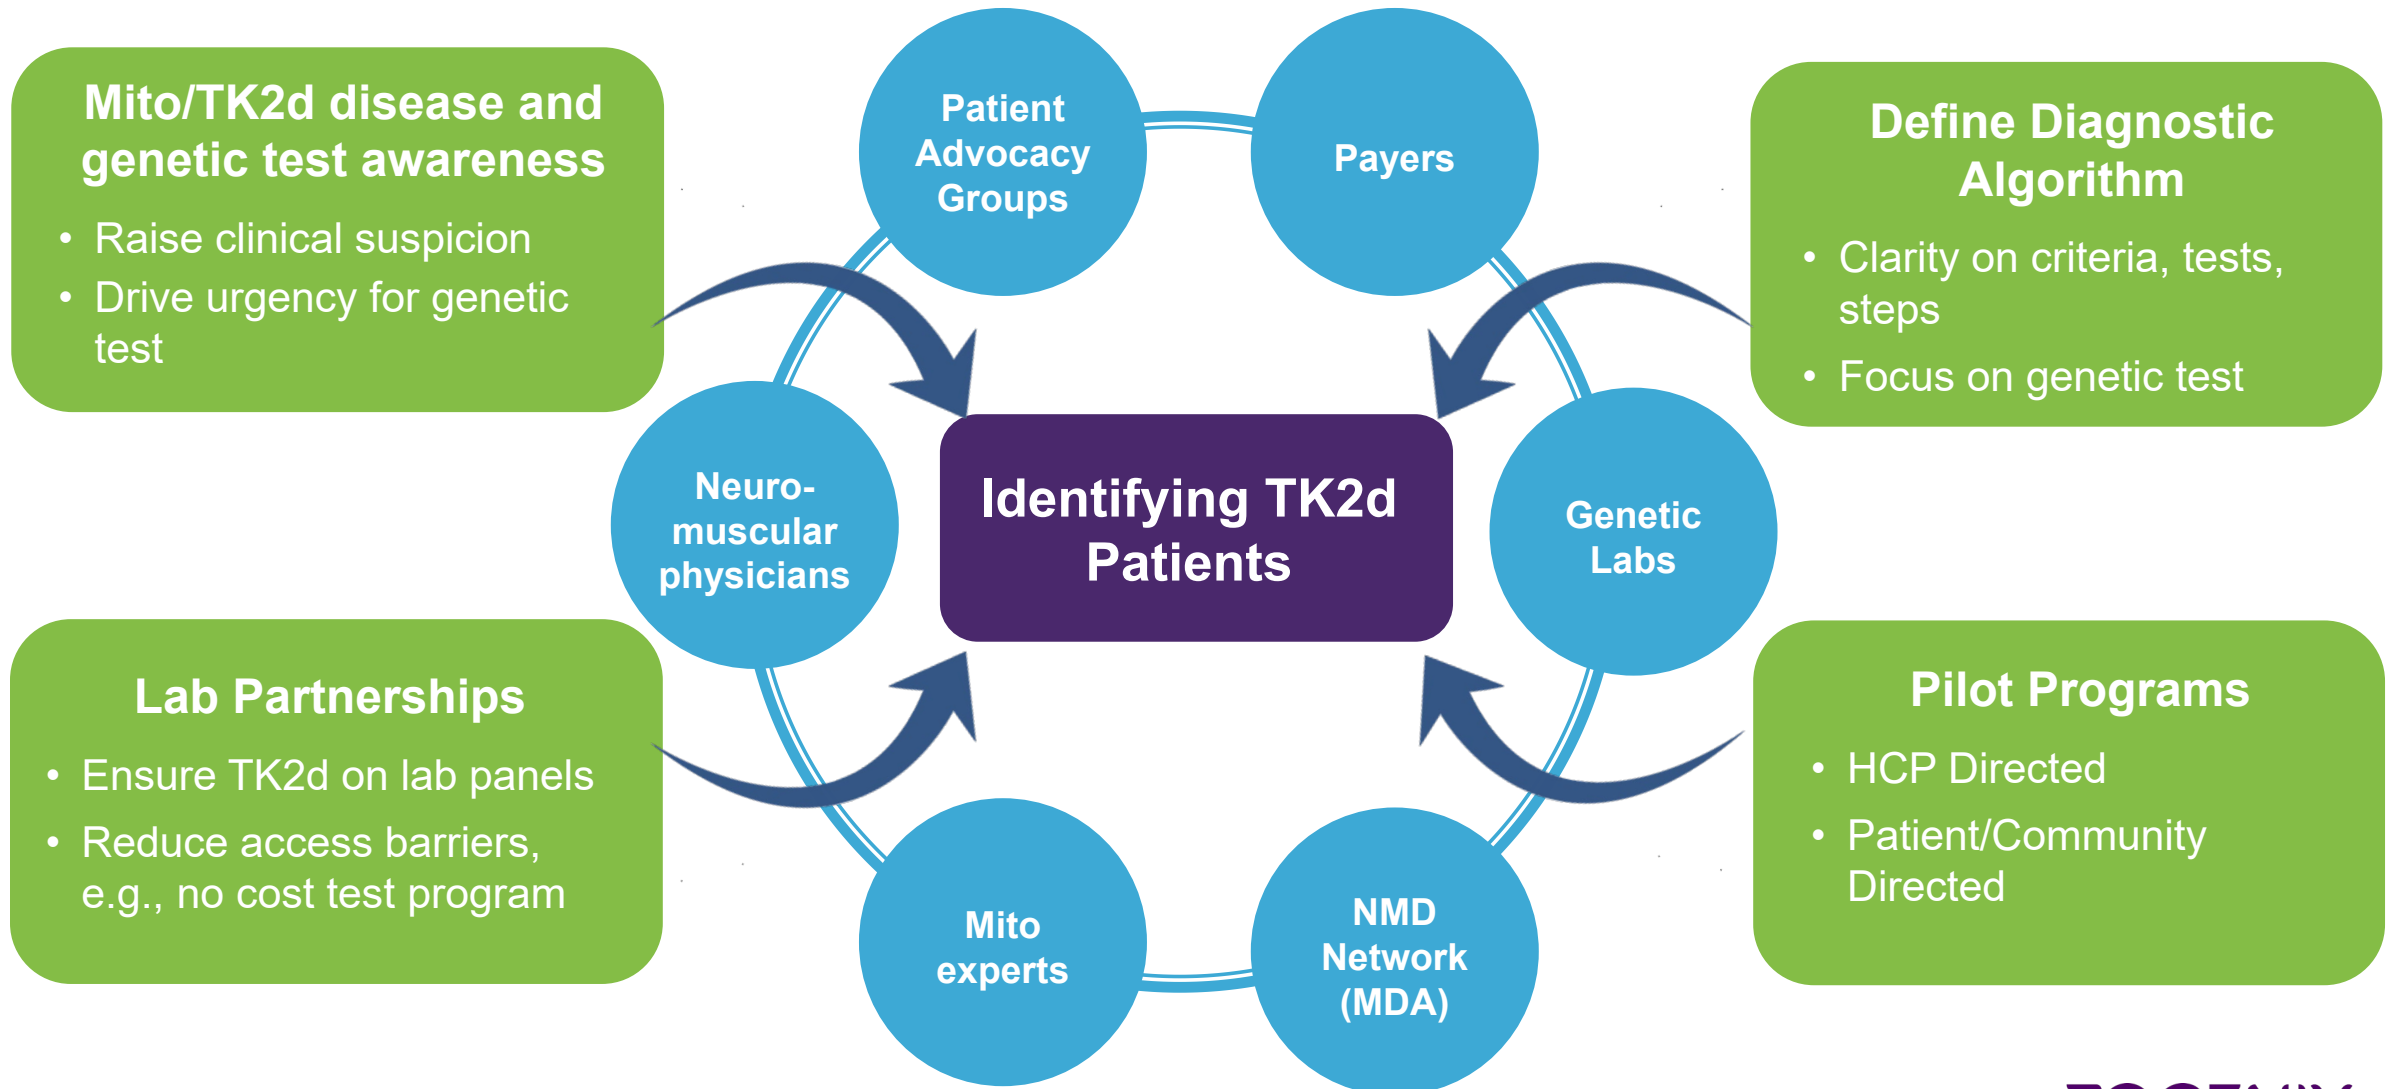 Mito/TK2d disease and
genetic test awareness
• Raise clinical suspicion
• Drive urgency for genetic
test
Patient
Advocacy
Groups
Payers
Define Diagnostic
Algorithm
• Clarity on criteria, tests,
steps
• Focus on genetic test
Neuro-
muscular
physicians
Identifying TK2d
Patients
Genetic
Labs
Lab Partnerships
• Ensure TK2d on lab panels
• Reduce access barriers,
e.g., no cost test program
Mito
experts
NMD
Network
(MDA)
Pilot Programs
• HCP Directed
• Patient/Community
Directed